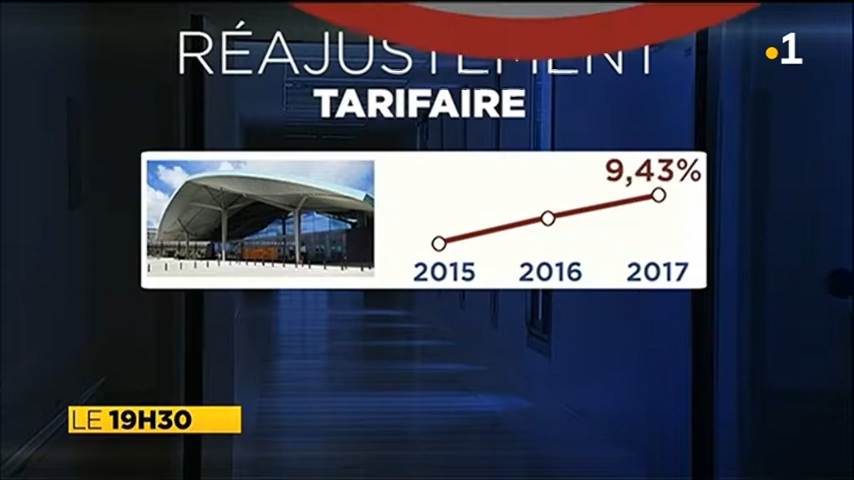 RÉAJUSTEMENT
TARIFAIRE
1
9,43%
2015 2016 2017
LE 19H30